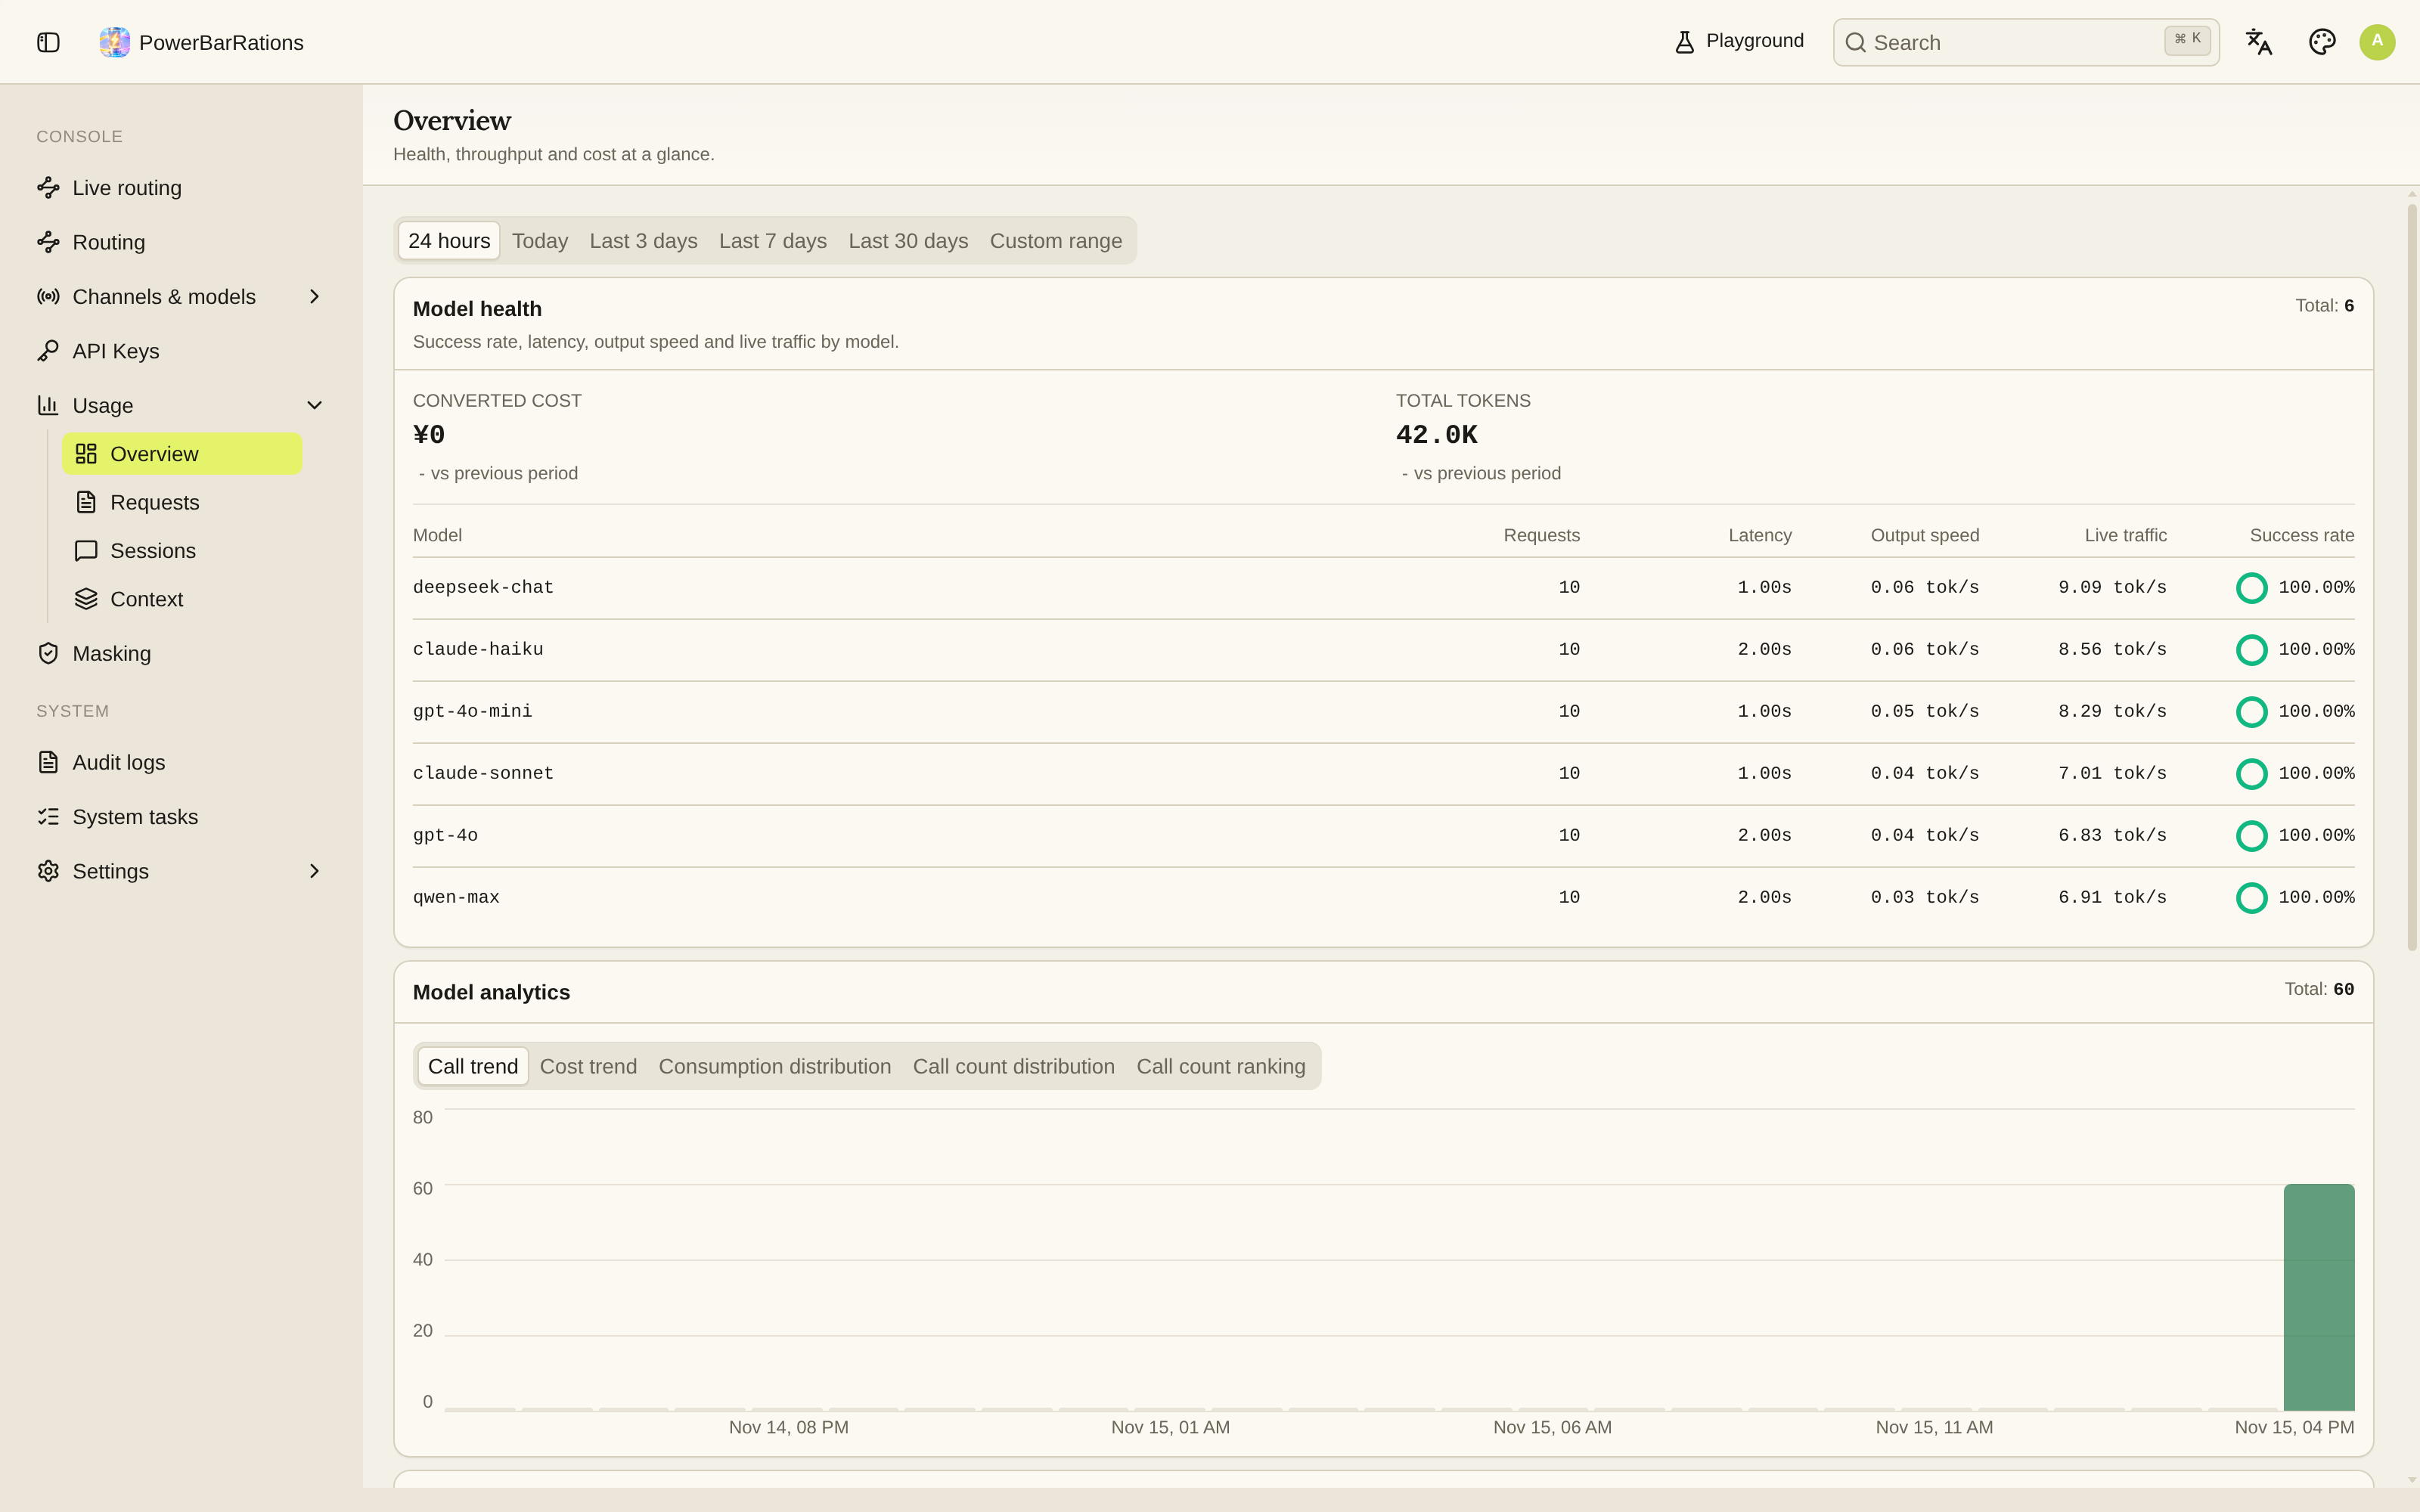 PowerBarRations
Playground
Search
⌘ K
A
CONSOLE
Live routing
Routing
Channels & models
API Keys
Usage
Overview
Requests
Sessions
Context
Masking
SYSTEM
Audit logs
System tasks
Settings
Overview
Health, throughput and cost at a glance.
24 hours Today Last 3 days Last 7 days Last 30 days Custom range
Model health Total: 6
Success rate, latency, output speed and live traffic by model.
CONVERTED COST TOTAL TOKENS
¥0 42.0K
- vs previous period - vs previous period
Model Requests Latency Output speed Live traffic Success rate
deepseek-chat 10 1.00s 0.06 tok/s 9.09 tok/s 100.00%
claude-haiku 10 2.00s 0.06 tok/s 8.56 tok/s 100.00%
gpt-4o-mini 10 1.00s 0.05 tok/s 8.29 tok/s 100.00%
claude-sonnet 10 1.00s 0.04 tok/s 7.01 tok/s 100.00%
gpt-4o 10 2.00s 0.04 tok/s 6.83 tok/s 100.00%
qwen-max 10 2.00s 0.03 tok/s 6.91 tok/s 100.00%
Model analytics Total: 60
Call trend Cost trend Consumption distribution Call count distribution Call count ranking
80
60
40
20
0
Nov 14, 08 PM Nov 15, 01 AM Nov 15, 06 AM Nov 15, 11 AM Nov 15, 04 PM